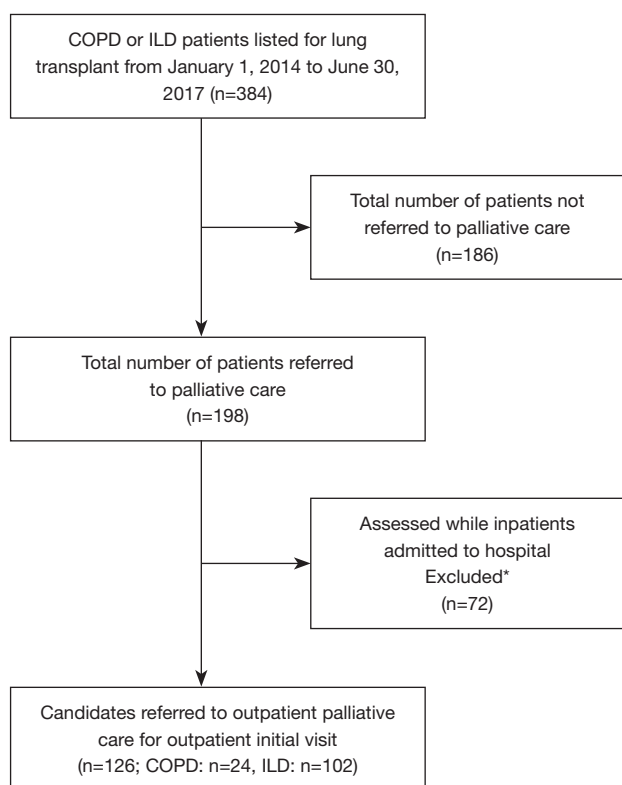 COPD or ILD patients listed for lung
transplant from January 1, 2014 to June 30,
2017 (n=384)
Total number of patients not
referred to palliative care
(n=186)
Total number of patients referred
to palliative care
(n=198)
Assessed while inpatients
admitted to hospital
Excluded*
(n=72)
Candidates referred to outpatient palliative
care for outpatient initial visit
(n=126; COPD: n=24, ILD: n=102)